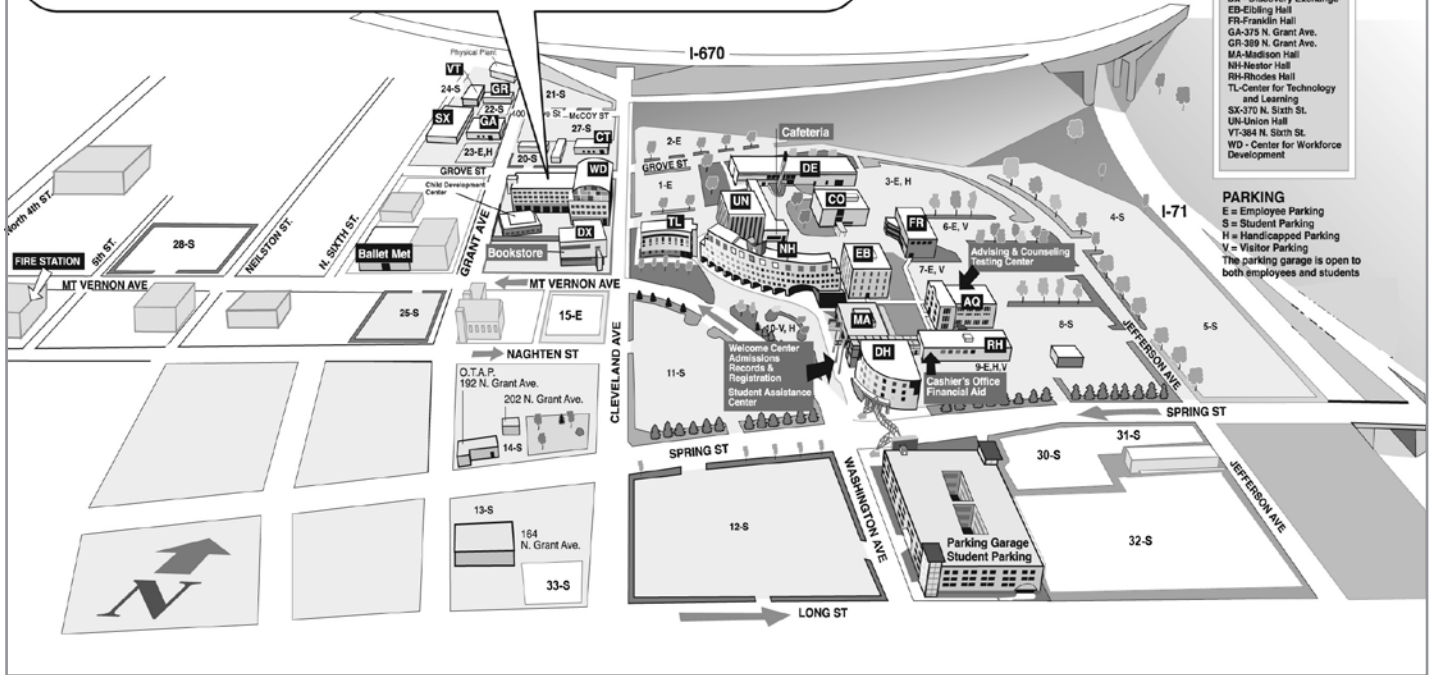 EB-Eibling Hall
FR-Franklin Hall
GA-375 N. Grant Ave.
GR-389 N. Grant Ave.
MA-Madison Hall
NH-Nestor Hall
RH-Rhodes Hall
TL-Center for Technology
and Learning
SX-370 N. Sixth St.
UN-Union Hall
VT-384 N. Sixth St.
WD - Center for Workforce
Development
PARKING
E = Employee Parking
S = Student Parking
H = Handicapped Parking
V = Visitor Parking
The parking garage is open to
both employees and students
I-670
Physical Plant
VT
24-S
GR
21-S
22-S
400
McCOY ST
SX
GA
27-S
CT
23-E,H
20-S
GROVE ST
WD
Child Development
Center
Cafeteria
2-E
GROVE ST
DE
1-E
3-E, H
UN
CO
4-S
I-71
TL
FR
6-E, V
North 4th ST.
5th ST.
28-S
NEILSTON ST.
N. SIXTH ST.
GRANT AVE
DX
NH
EB
Advising & Counseling
Testing Center
FIRE STATION
Ballet Met
Bookstore
7-E, V
MT VERNON AVE
MT VERNON AVE
AQ
25-S
15-E
10-V, H
MA
8-S
JEFFERSON AVE
5-S
NAGHTEN ST
CLEVELAND AVE
Welcome Center
Admissions
Records &
Registration
Student Assistance
Center
DH
RH
9-E,H,V
O.T.A.P.
192 N. Grant Ave.
11-S
Cashier's Office
Financial Aid
202 N. Grant Ave.
SPRING ST
14-S
SPRING ST
31-S
30-S
WASHINGTON AVE
JEFFERSON AVE
13-S
164
N. Grant Ave.
12-S
32-S
Parking Garage
Student Parking
33-S
N
LONG ST